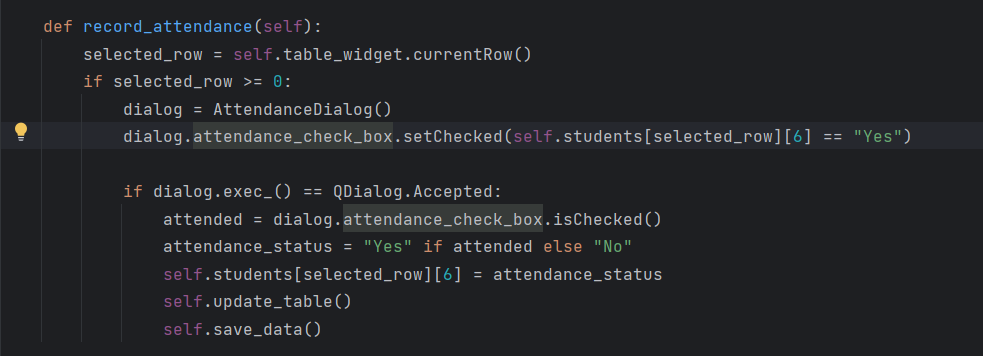 def record_attendance(self):
    selected_row = self.table_widget.currentRow()
    if selected_row >= 0:
        dialog = AttendanceDialog()
        dialog.attendance_check_box.setChecked(self.students[selected_row][6] == "Yes")

        if dialog.exec_() == QDialog.Accepted:
            attended = dialog.attendance_check_box.isChecked()
            attendance_status = "Yes" if attended else "No"
            self.students[selected_row][6] = attendance_status
            self.update_table()
            self.save_data()